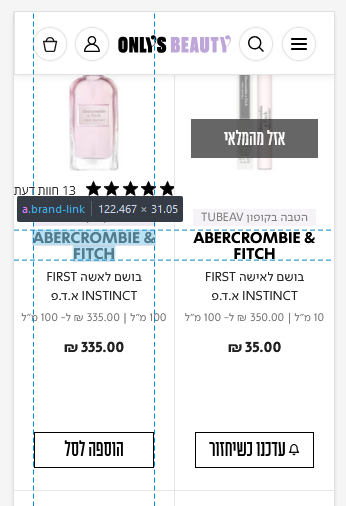 ONLY'S BEAUTY
אזל מהמלאי
13 חוות דעת
a.brand-link 122.467 × 31.05
הטבה בקופון TUBEAV
ABERCROMBIE &
FITCH
בושם לאישה FIRST
INSTINCT א.ד.פ
10 מ"ל | 350.00 ₪ ל- 100 מ"ל
35.00 ₪
עדכנו כשיחזור
ABERCROMBIE &
FITCH
בושם לאשה FIRST
INSTINCT א.ד.פ
100 מ"ל | 335.00 ₪ ל- 100 מ"ל
335.00 ₪
הוספה לסל